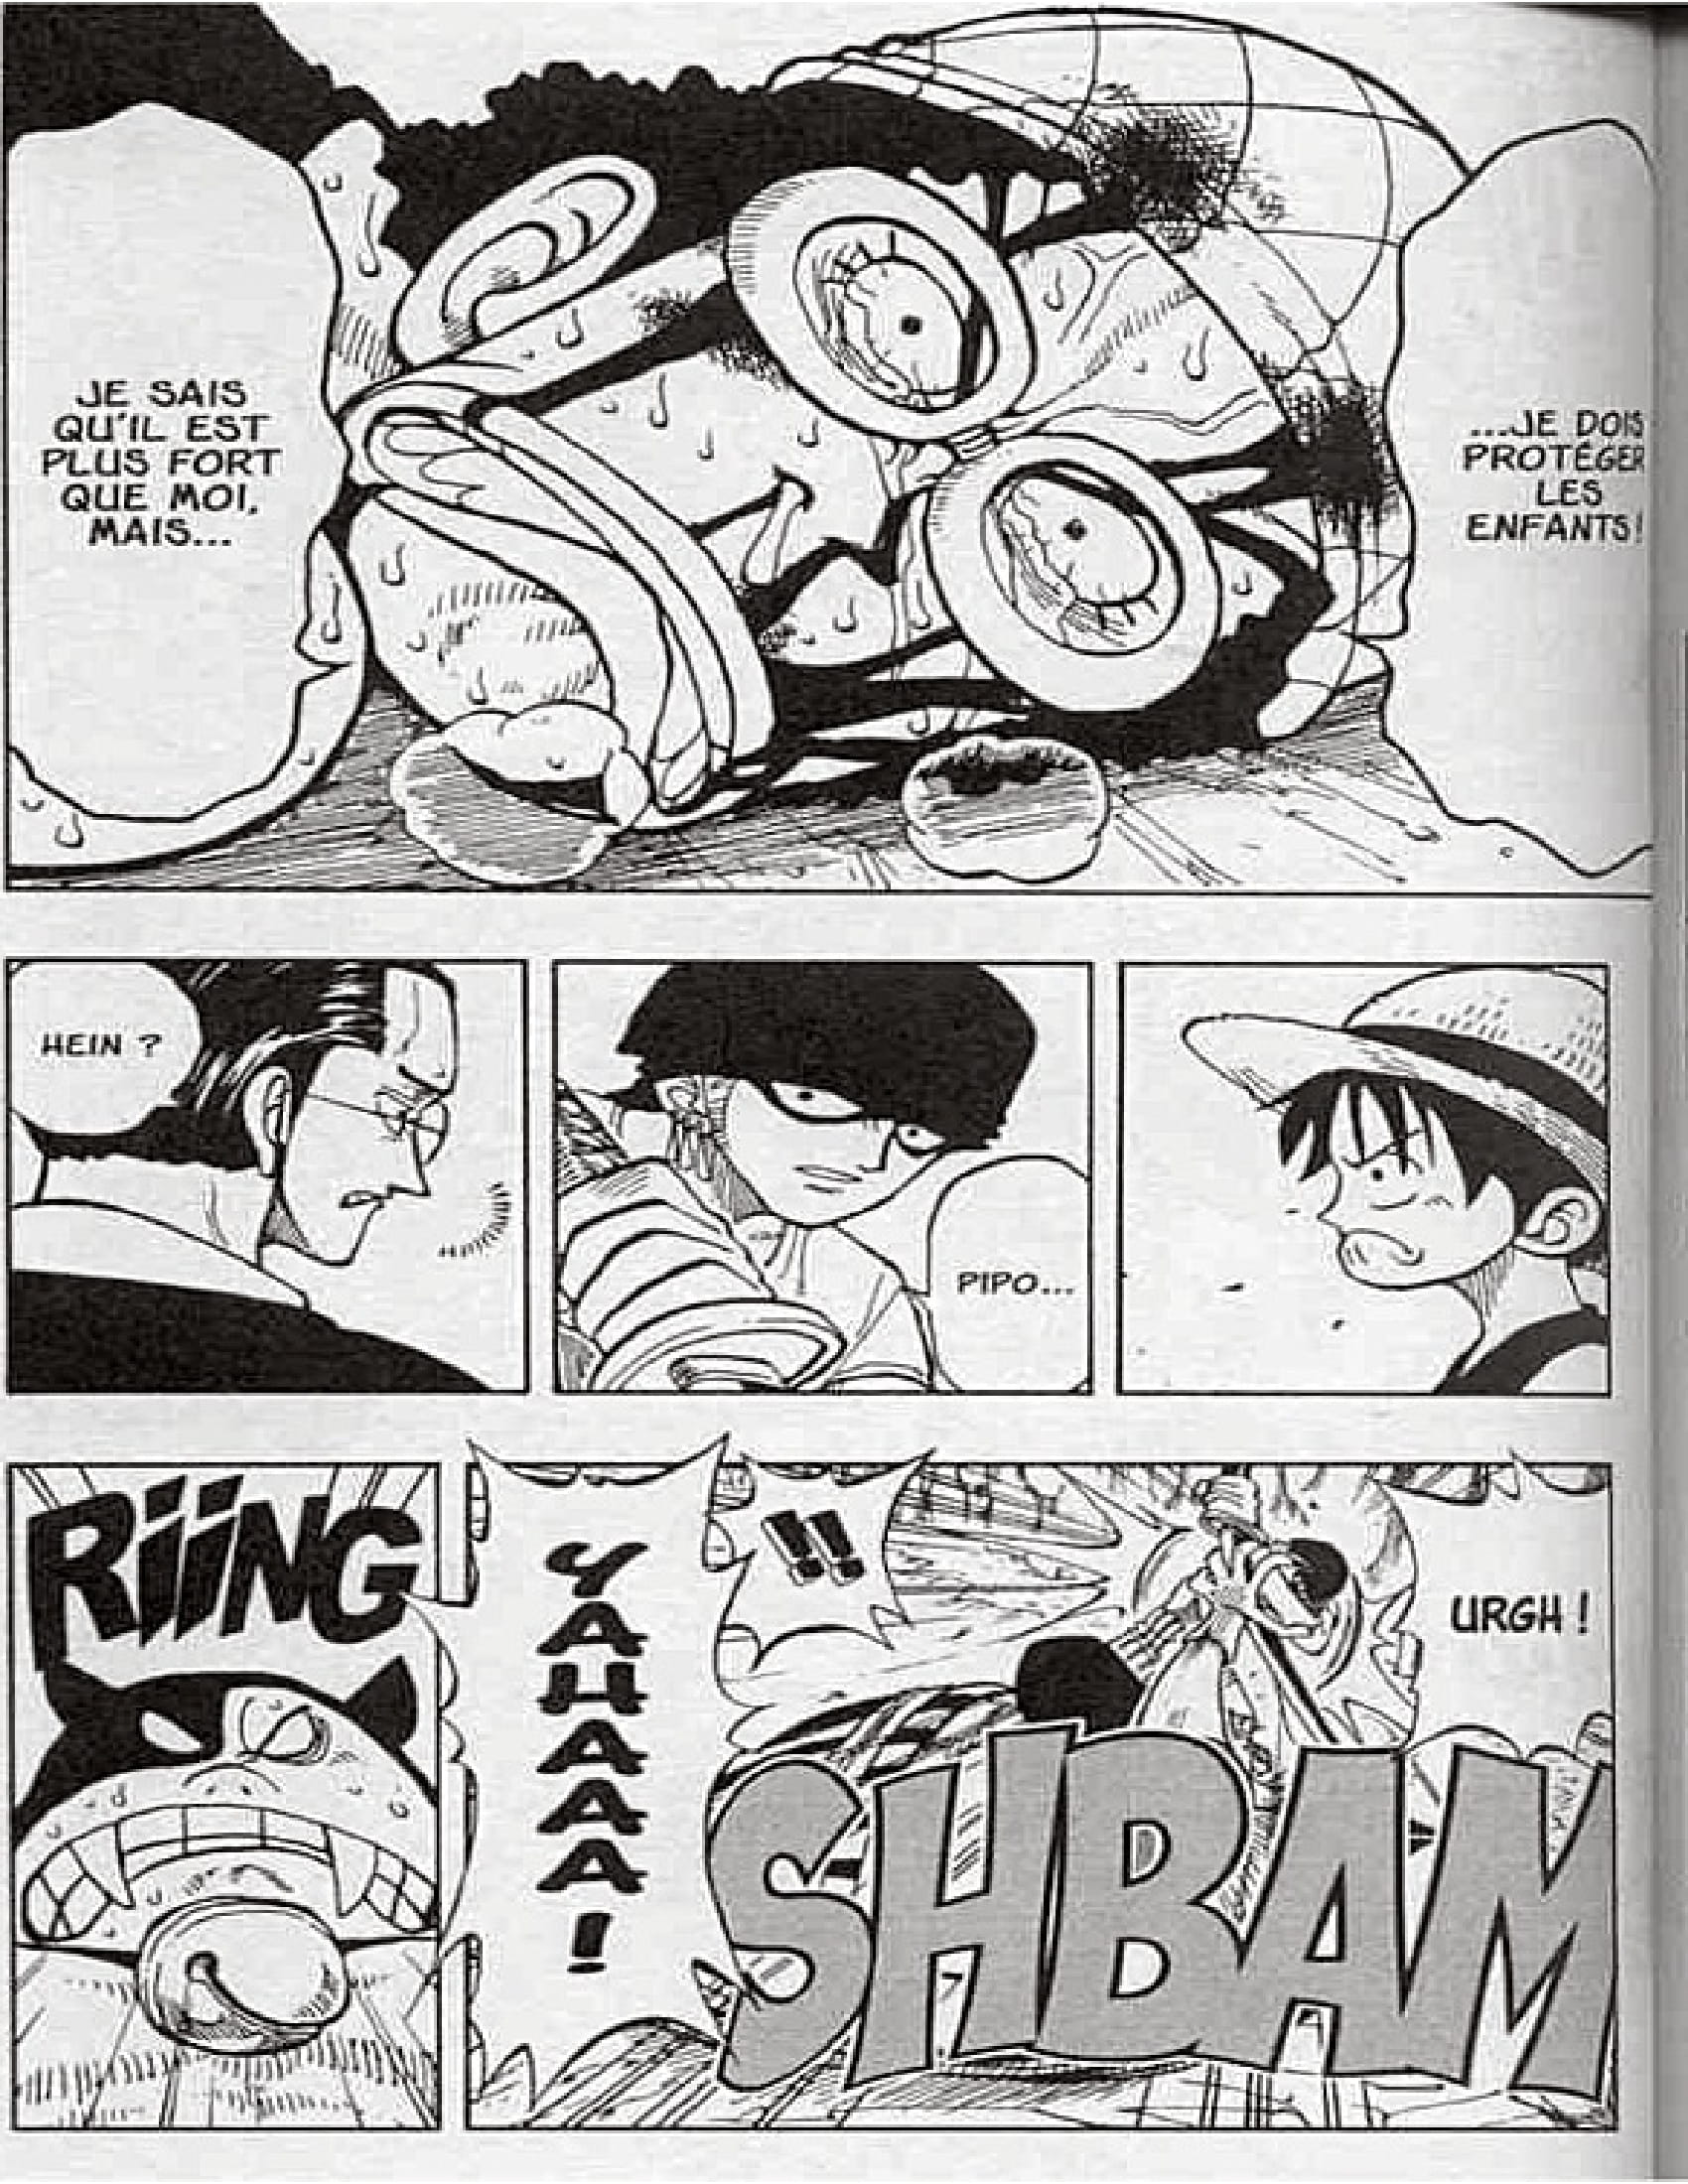 JE SAIS
QU'IL EST
PLUS FORT
QUE MOI,
MAIS...
...JE DOIS
PROTÉGER
LES
ENFANTS!
HEIN ?
PIPO...
RiiNG
YAHAAAA!
!!
URGH !
SHBAM